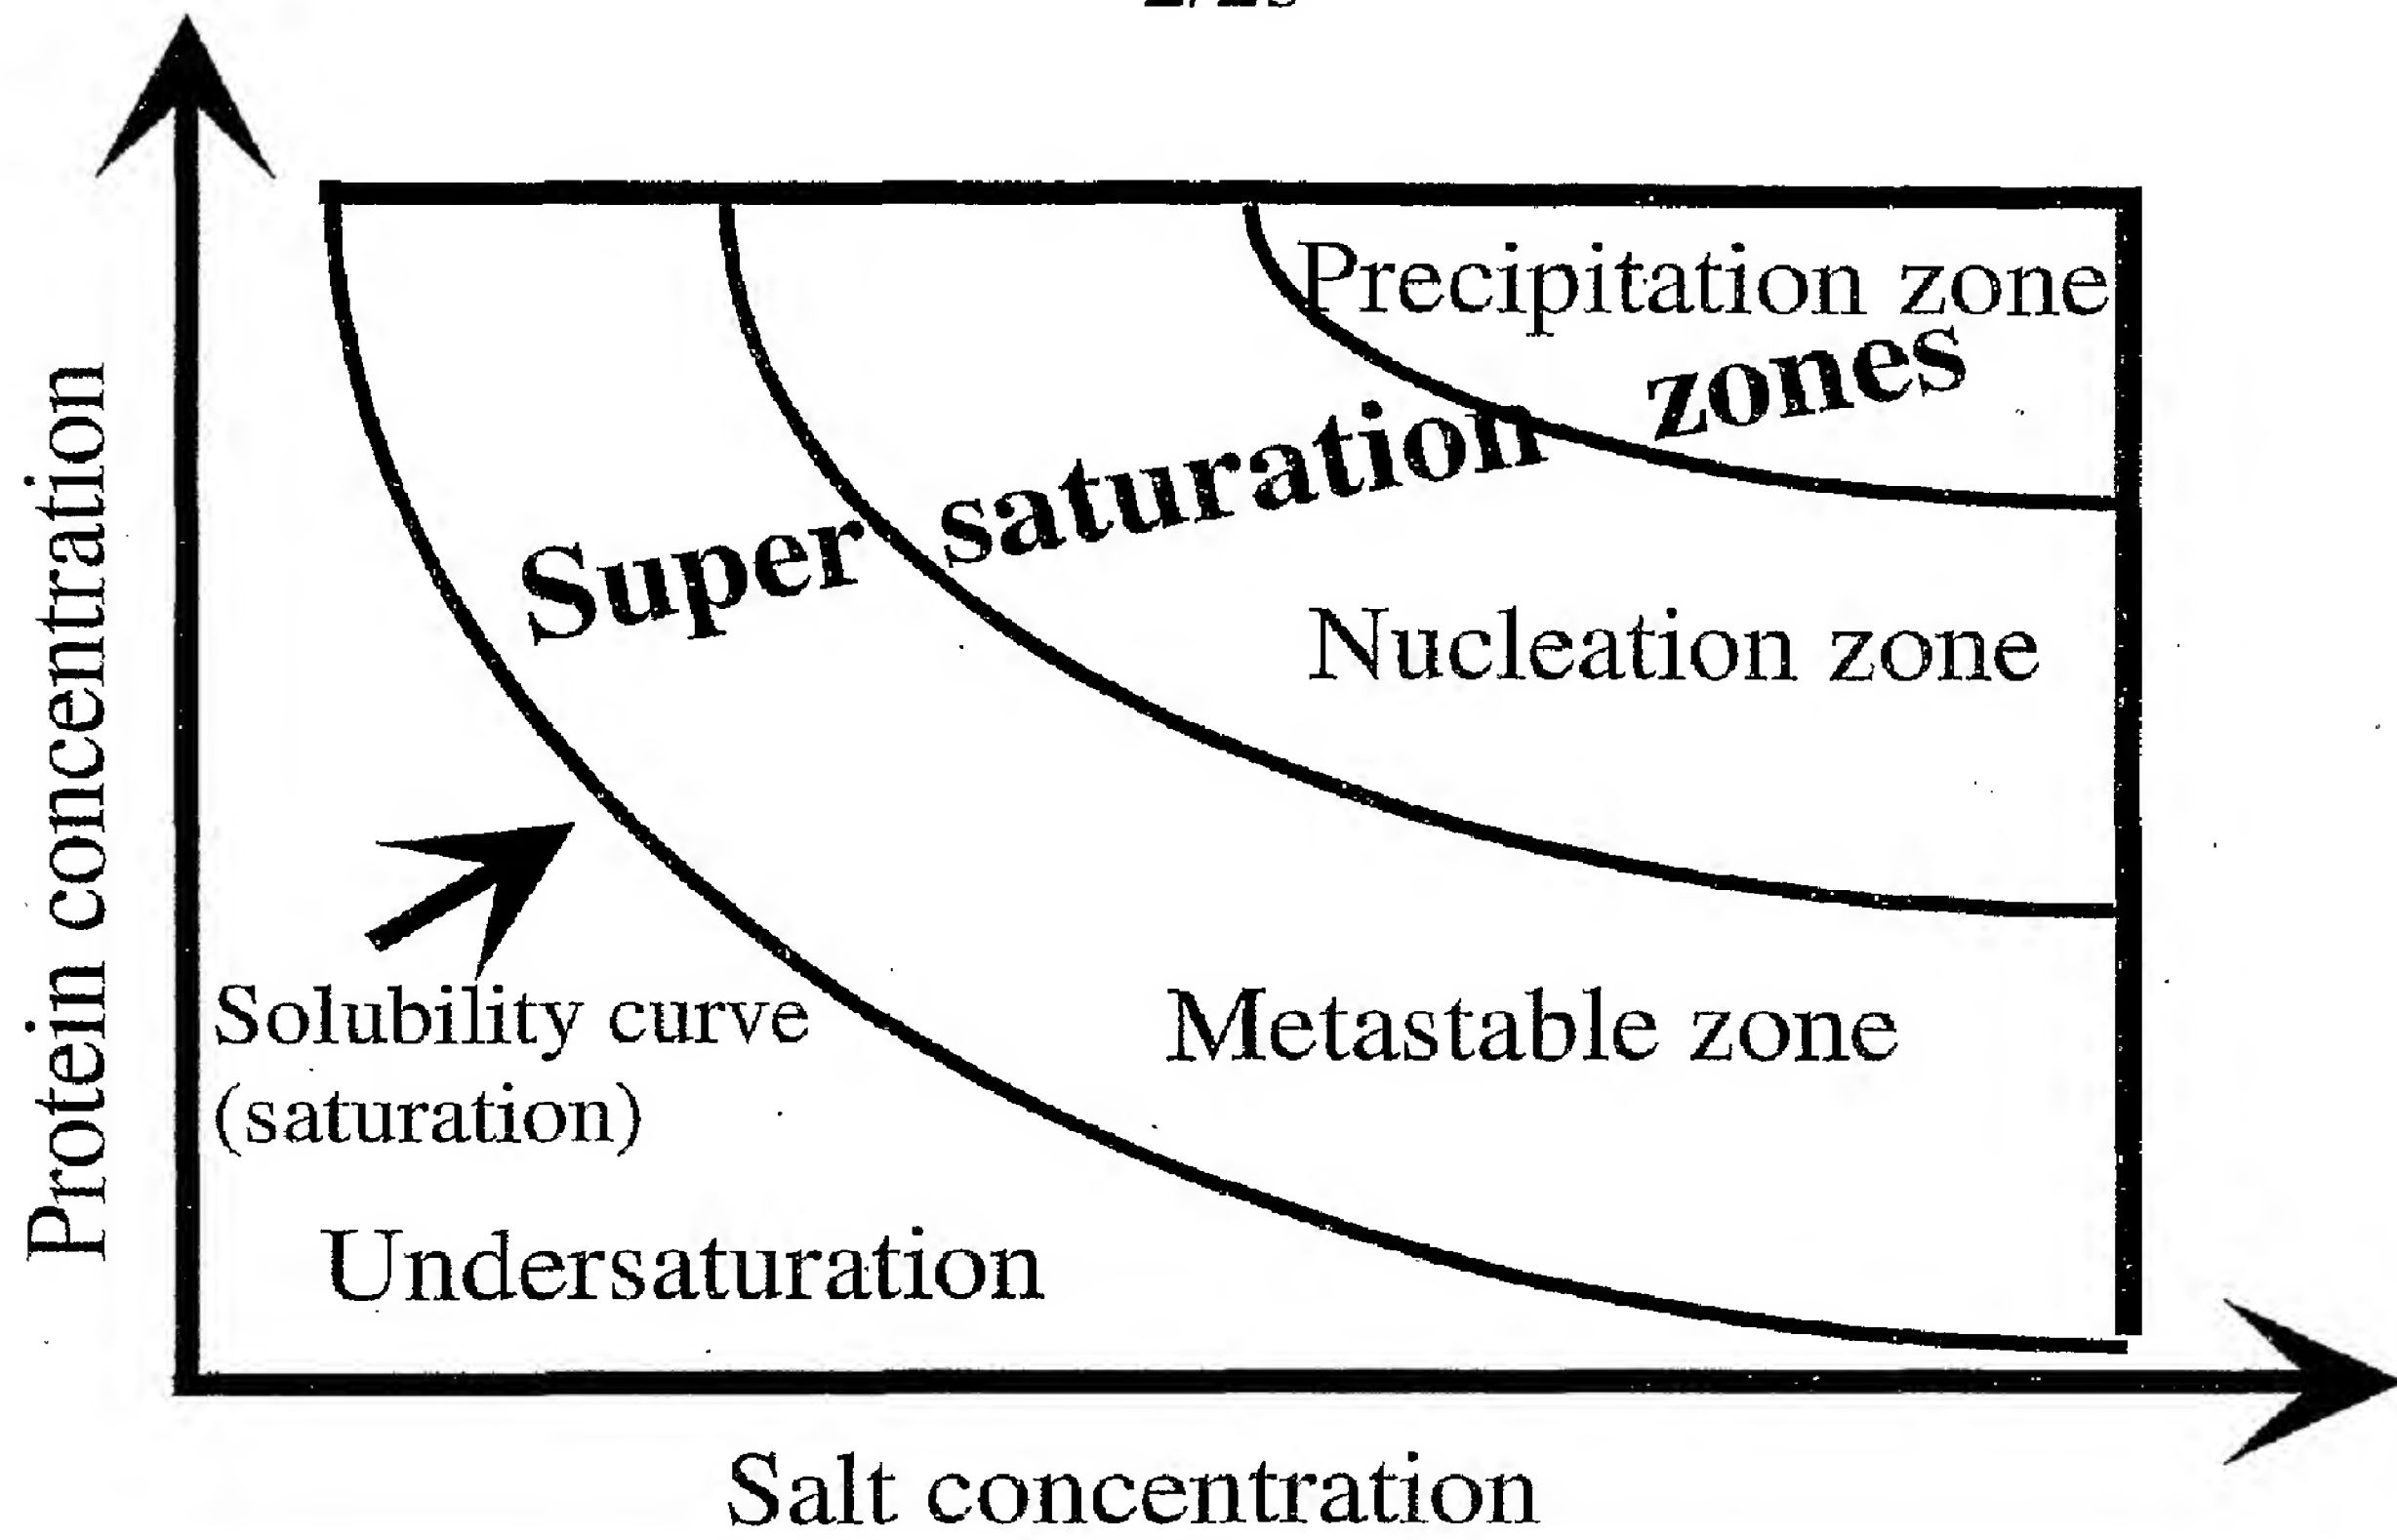 Precipitation zone
Super saturation zones
Nucleation zone
Metastable zone
Solubility curve
(saturation)
Undersaturation
Protein concentration
Salt concentration